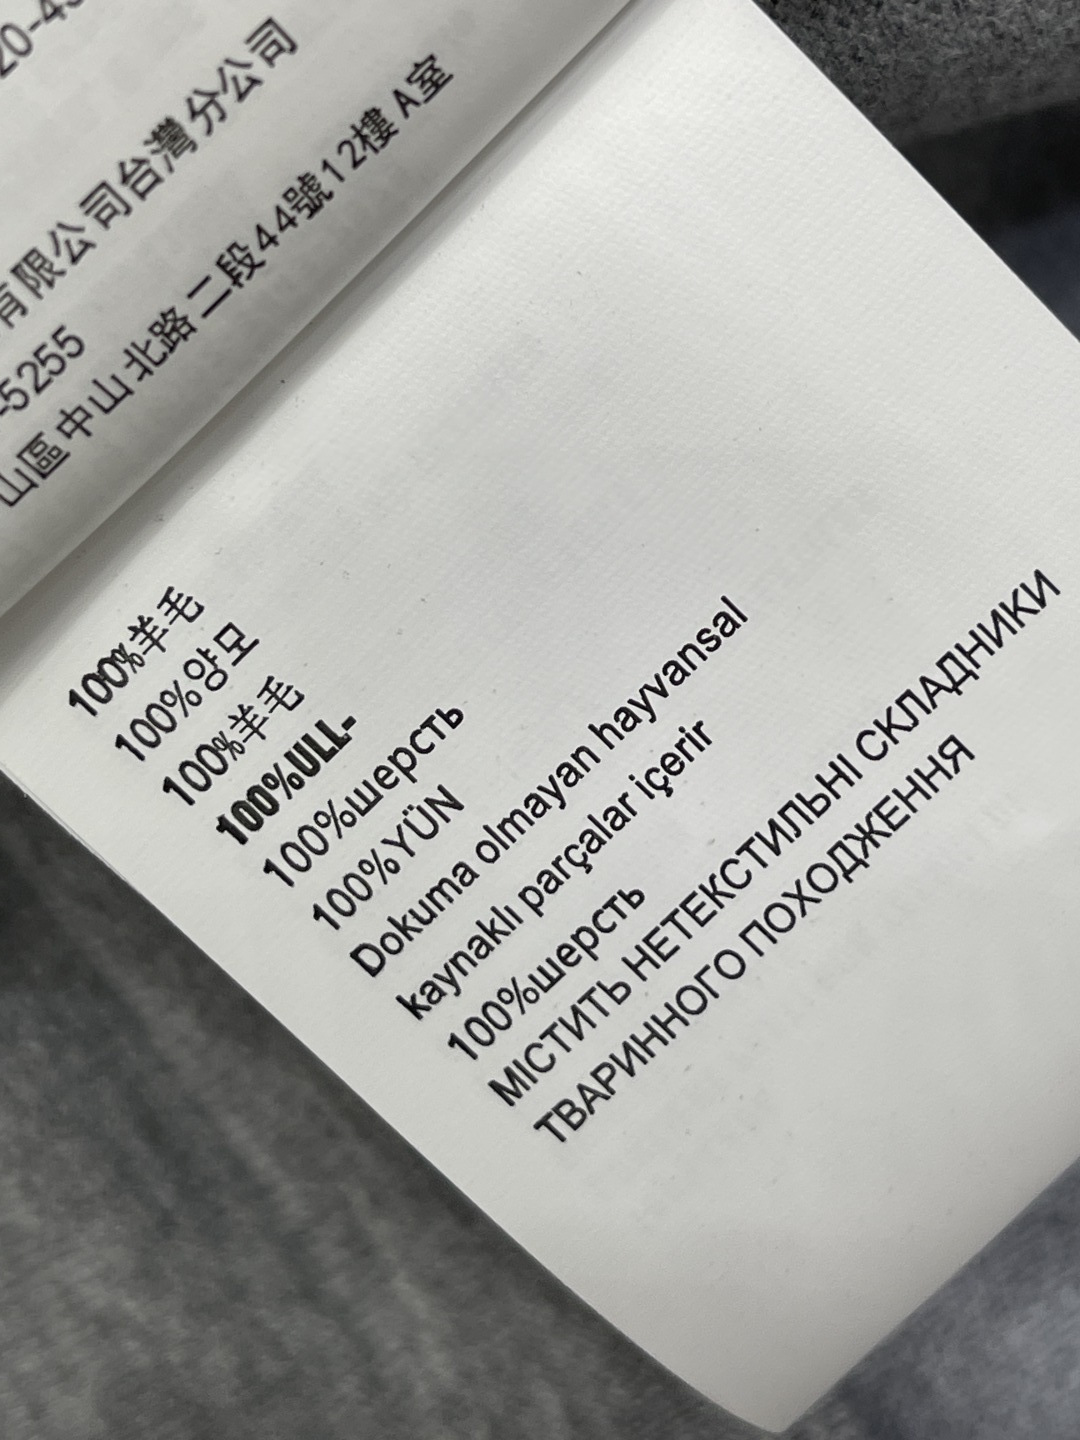 20-43
有限公司台灣分公司
-5255
山區中山北路二段44號12樓A室
100%羊毛
100%양모
100%羊毛
100%ULL-
100%шерсть
100%YÜN
Dokuma olmayan hayvansal
kaynaklı parçalar içerir
100%шерсть
МІСТИТЬ НЕТЕКСТИЛЬНІ СКЛАДНИКИ
ТВАРИННОГО ПОХОДЖЕННЯ